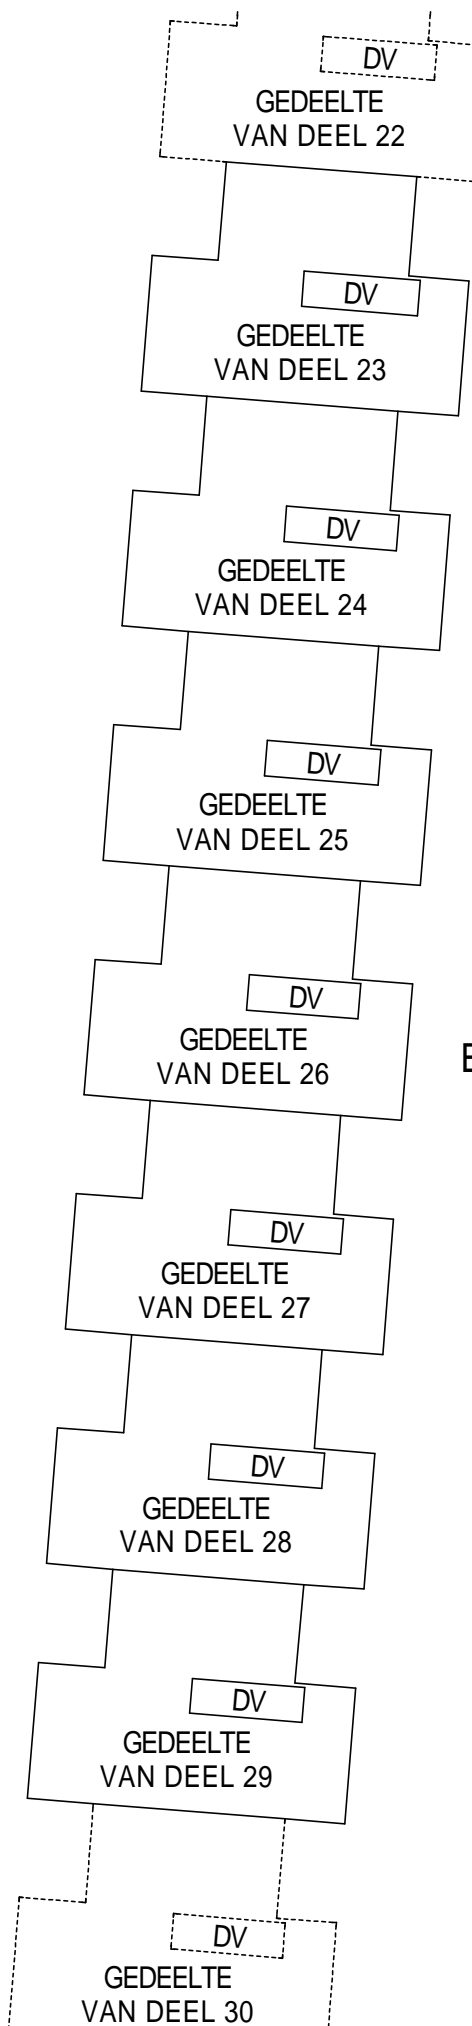 DV
GEDEELTE
VAN DEEL 22
DV
GEDEELTE
VAN DEEL 23
DV
GEDEELTE
VAN DEEL 24
DV
GEDEELTE
VAN DEEL 25
DV
GEDEELTE
VAN DEEL 26
DV
GEDEELTE
VAN DEEL 27
DV
GEDEELTE
VAN DEEL 28
DV
GEDEELTE
VAN DEEL 29
DV
GEDEELTE
VAN DEEL 30